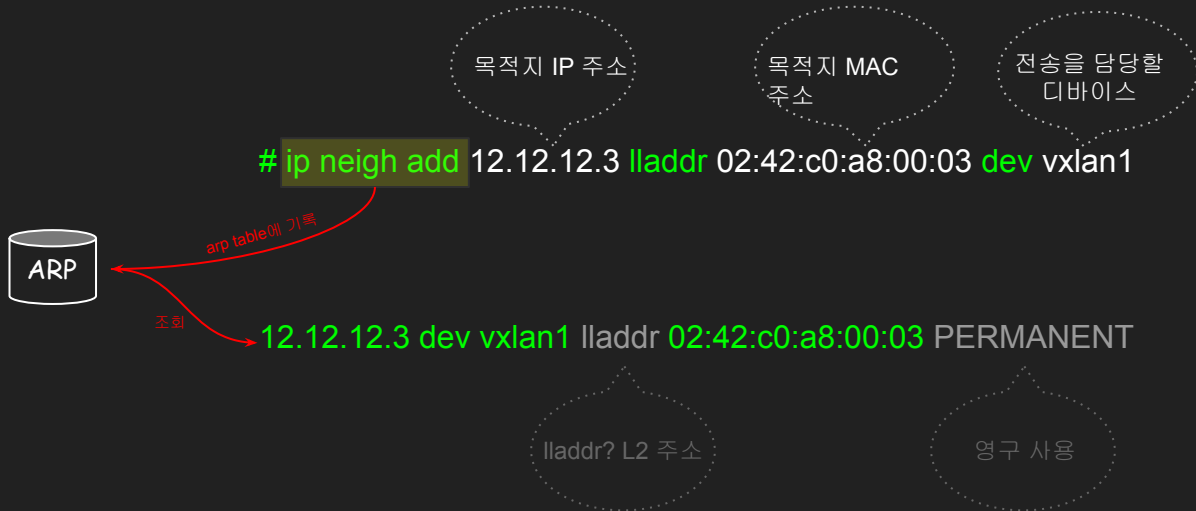 목적지 IP 주소
목적지 MAC
주소
전송을 담당할
디바이스
# ip neigh add 12.12.12.3 lladdr 02:42:c0:a8:00:03 dev vxlan1
arp table에 기록
ARP
조회
12.12.12.3 dev vxlan1 lladdr 02:42:c0:a8:00:03 PERMANENT
lladdr? L2 주소
영구 사용